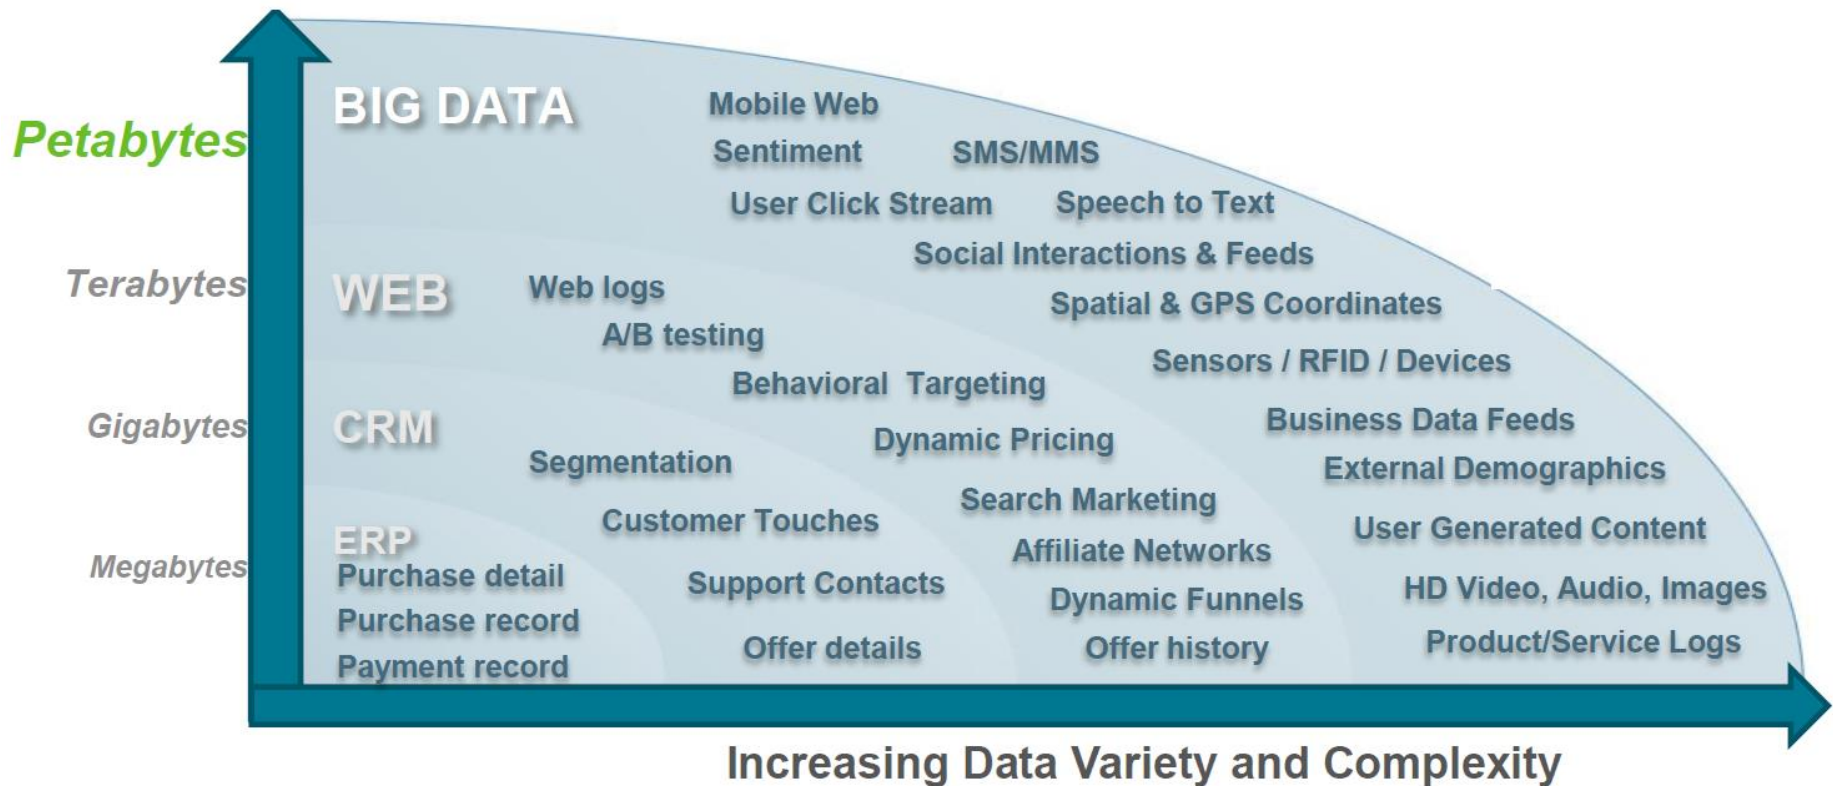 BIG DATA
Mobile Web
Petabytes
Sentiment
SMS/MMS
User Click Stream
Speech to Text
Social Interactions & Feeds
Terabytes
WEB
Web logs
Spatial & GPS Coordinates
A/B testing
Sensors / RFID / Devices
Behavioral Targeting
Gigabytes
CRM
Business Data Feeds
Dynamic Pricing
Segmentation
External Demographics
Search Marketing
Customer Touches
User Generated Content
ERP
Affiliate Networks
Megabytes
Purchase detail
Support Contacts
HD Video, Audio, Images
Dynamic Funnels
Purchase record
Offer details
Offer history
Product/Service Logs
Payment record
Increasing Data Variety and Complexity